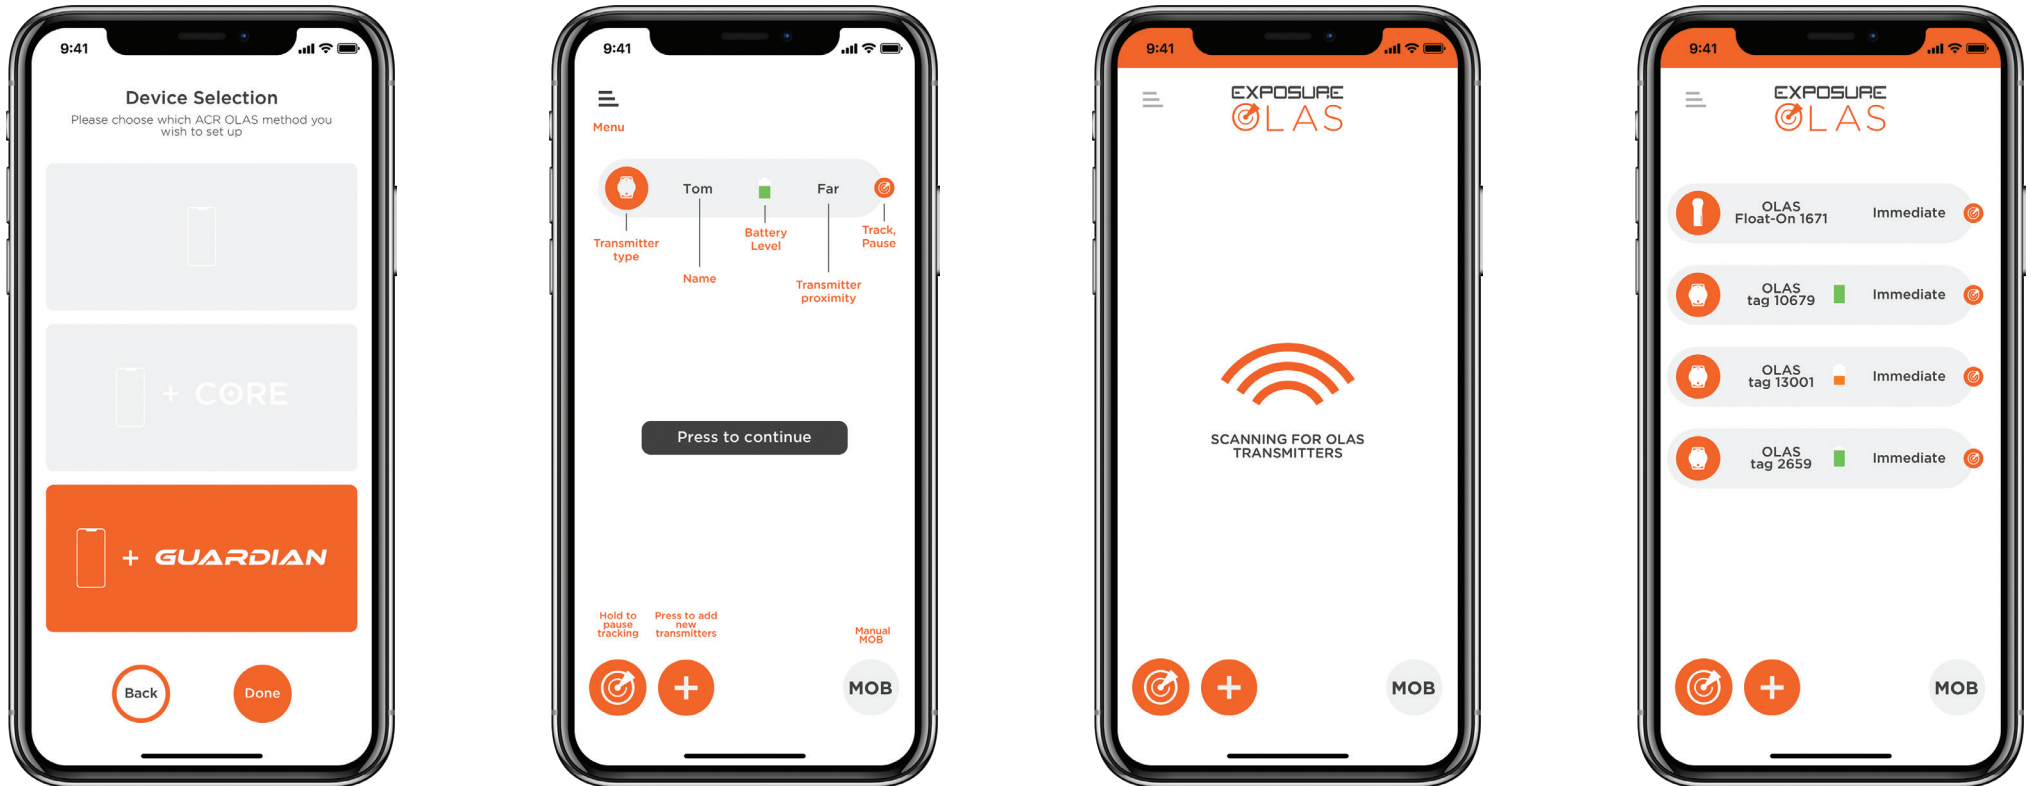 9:41
Device Selection
Please choose which ACR OLAS method you
wish to set up
+ CORE
+ GUARDIAN
Back
Done
9:41
Menu
Tom
Far
Transmitter
type
Name
Battery
Level
Transmitter
proximity
Track,
Pause
Press to continue
Hold to
pause
tracking
Press to add
new
transmitters
Manual
MOB
+
MOB
9:41
EXPOSURE
OLAS
SCANNING FOR OLAS
TRANSMITTERS
+
MOB
9:41
EXPOSURE
OLAS
OLAS
Float-On 1671
Immediate
OLAS
tag 10679
Immediate
OLAS
tag 13001
Immediate
OLAS
tag 2659
Immediate
+
MOB